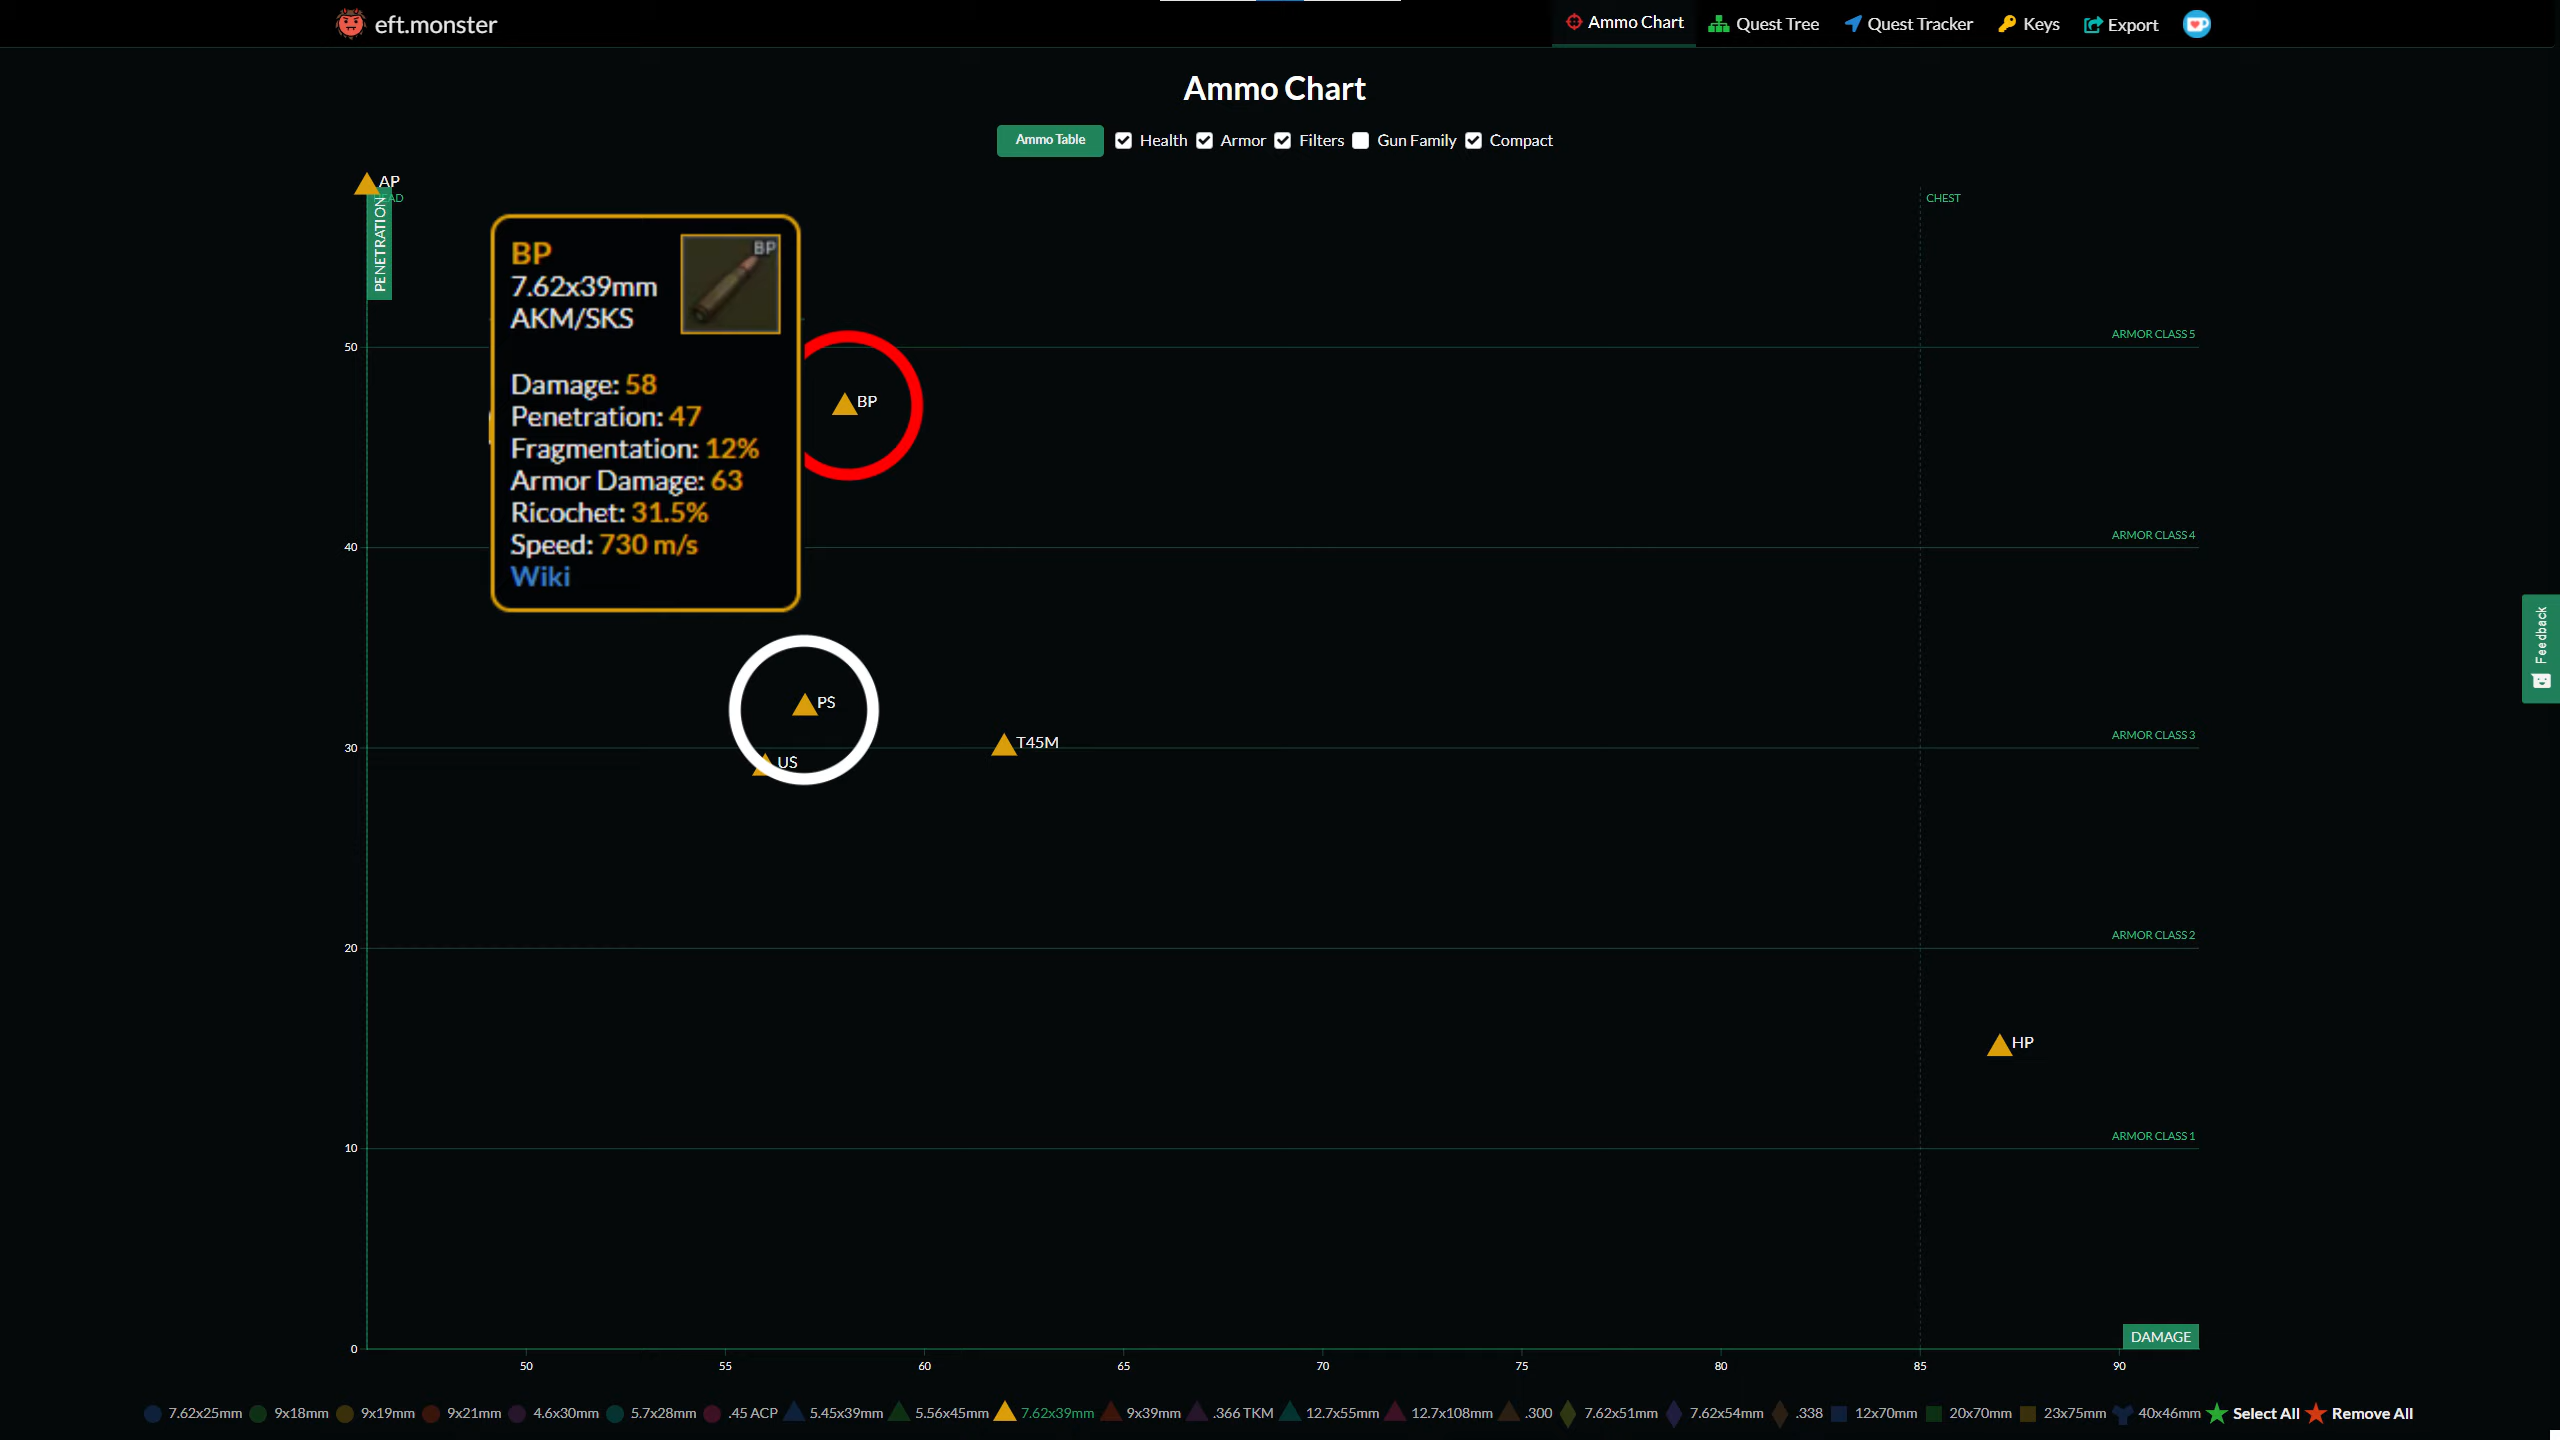 eft.monster
Ammo Chart
Quest Tree
Quest Tracker
Keys
Export
Ammo Chart
Ammo Table
Health
Armor
Filters
Gun Family
Compact
AP
EAD
PENETRATION
CHEST
BP
7.62x39mm
AKM/SKS
BP
Damage: 58
Penetration: 47
Fragmentation: 12%
Armor Damage: 63
Ricochet: 31.5%
Speed: 730 m/s
Wiki
50
ARMOR CLASS 5
BP
40
ARMOR CLASS 4
Feedback
PS
30
US
T45M
ARMOR CLASS 3
20
ARMOR CLASS 2
HP
10
ARMOR CLASS 1
0
DAMAGE
50 55 60 65 70 75 80 85 90
7.62x25mm 9x18mm 9x19mm 9x21mm 4.6x30mm 5.7x28mm .45 ACP 5.45x39mm 5.56x45mm 7.62x39mm 9x39mm .366 TKM 12.7x55mm 12.7x108mm .300 7.62x51mm 7.62x54mm .338 12x70mm 20x70mm 23x75mm 40x46mm Select All Remove All